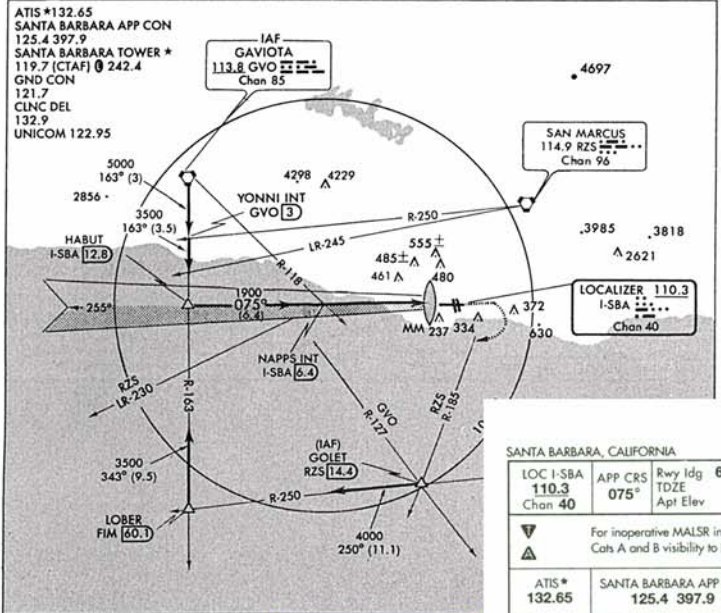 ATIS ★132.65
SANTA BARBARA APP CON
125.4 397.9
SANTA BARBARA TOWER ★
119.7 (CTAF) 242.4
GND CON
121.7
CLNC DEL
132.9
UNICOM 122.95
IAF
GAVIOTA
113.8 GVO
Chan 85
4697
SAN MARCUS
114.9 RZS
Chan 96
5000
163° (3)
2856
4298
4229
YONNI INT
GVO 3
3500
163° (3.5)
R-250
LR-245
3985
3818
2621
HABUT
I-SBA 12.8
R-118
555±
485±
461
480
LOCALIZER 110.3
I-SBA
Chan 40
255°
1900
075°
(6.4)
MM
237
334
372
630
NAPPS INT
I-SBA 6.4
RZS
LR-230
R-163
GVO
R-127
RZS
R-185
10
3500
343° (9.5)
(IAF)
GOLET
RZS 14.4
R-250
LOBER
FIM 60.1
4000
250° (11.1)
SANTA BARBARA, CALIFORNIA
LOC I-SBA
110.3
Chan 40
APP CRS
075°
Rwy ldg 6
TDZE
Apt Elev
T
A
For inoperative MALSR in
Cats A and B visibility to
ATIS★
132.65
SANTA BARBARA APP
125.4 397.9